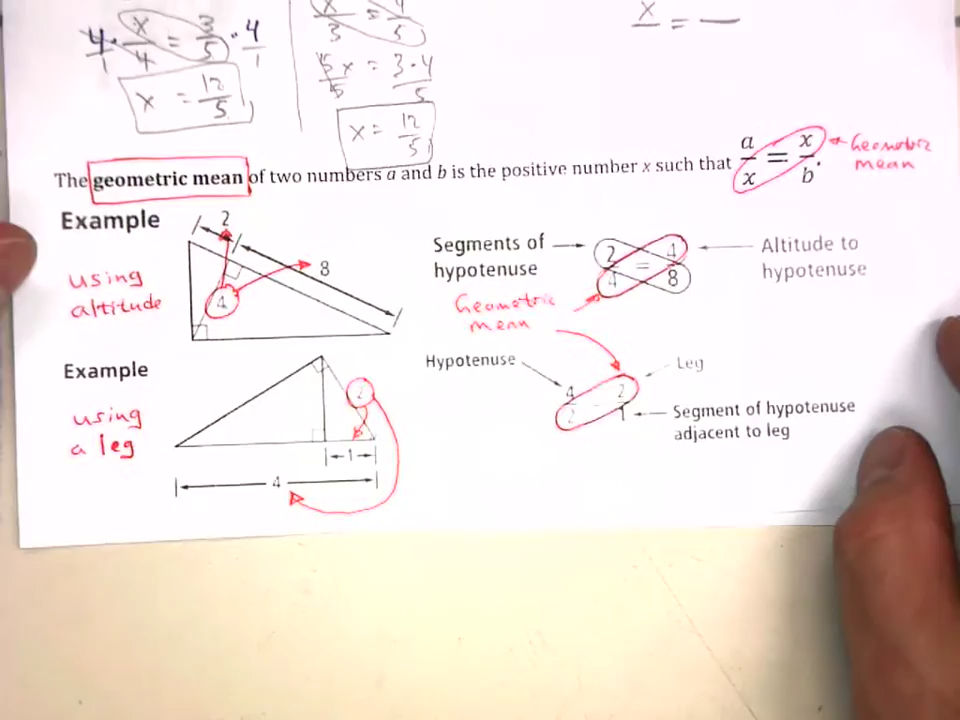 4/1 · x/4 = 3/5 · 4/1
x = 12/5
x/3 = 4/5
5x/5 = 3·4/5
x = 12/5
x/ = —
The geometric mean of two numbers a and b is the positive number x such that a/x = x/b.
Geometric mean
Example
using altitude
2
8
4
Segments of hypotenuse
2/4 = 4/8
Altitude to hypotenuse
Geometric mean
Example
using a leg
2
1
4
Hypotenuse
4/2 = 2/1
Leg
Segment of hypotenuse adjacent to leg